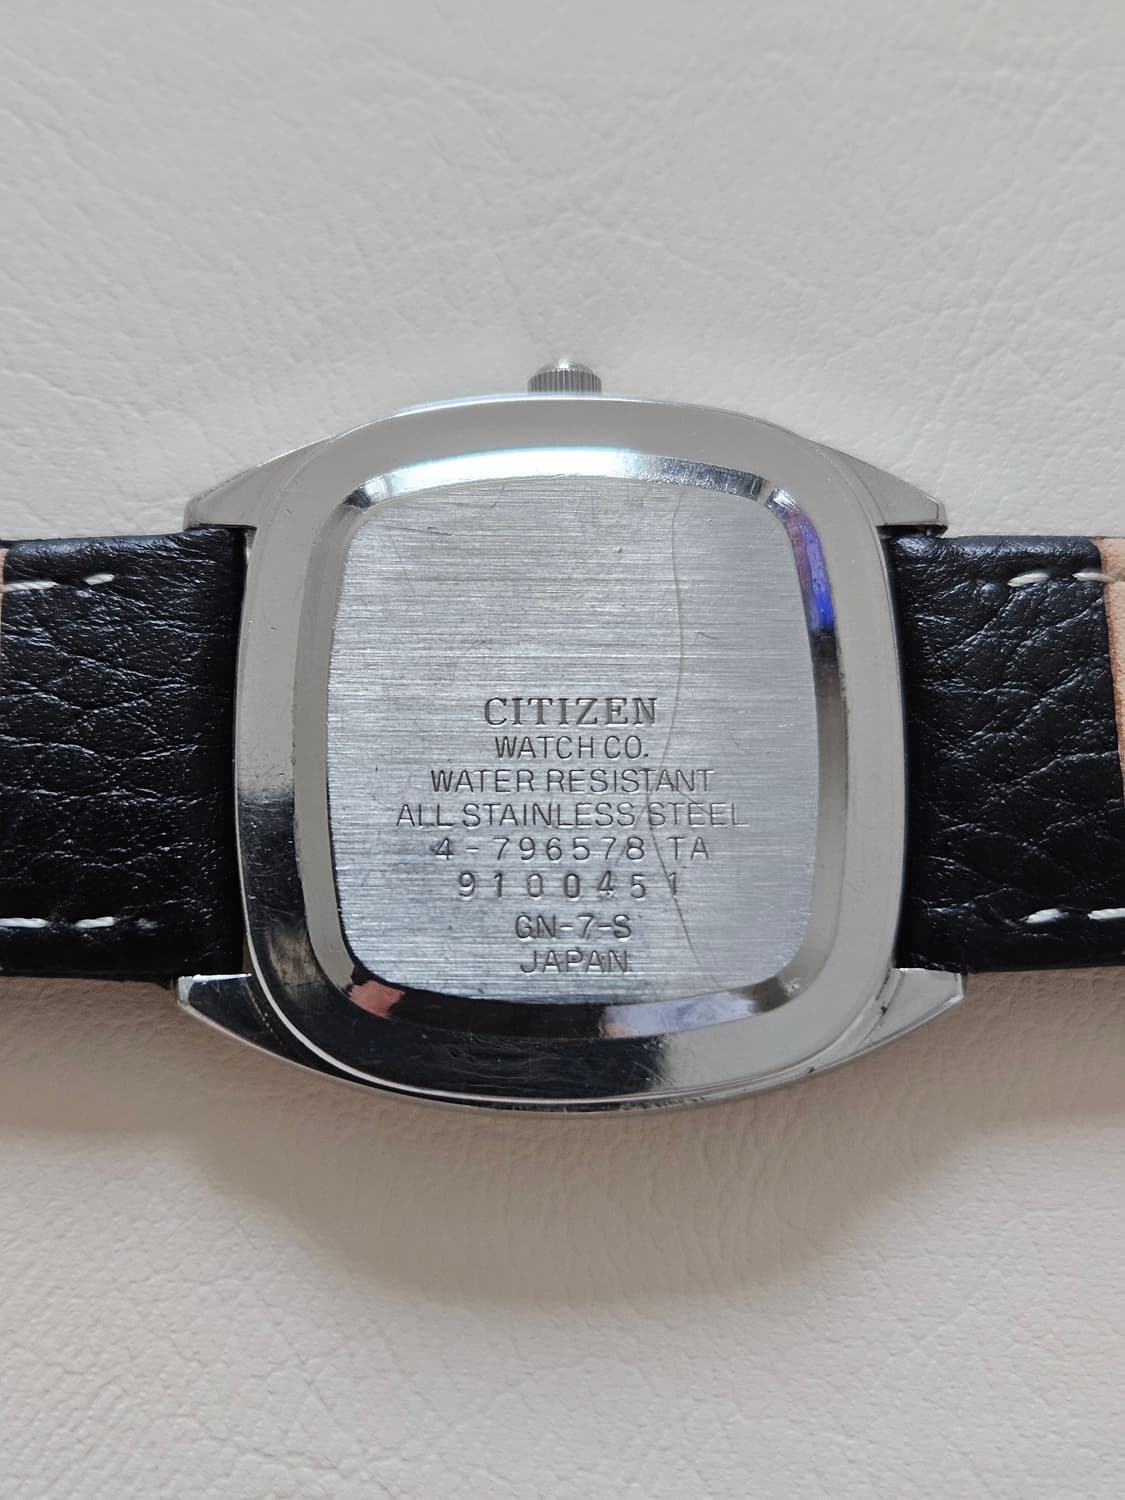 CITIZEN
WATCH CO.
WATER RESISTANT
ALL STAINLESS STEEL
4-796578 TA
9100451
GN-7-S
JAPAN